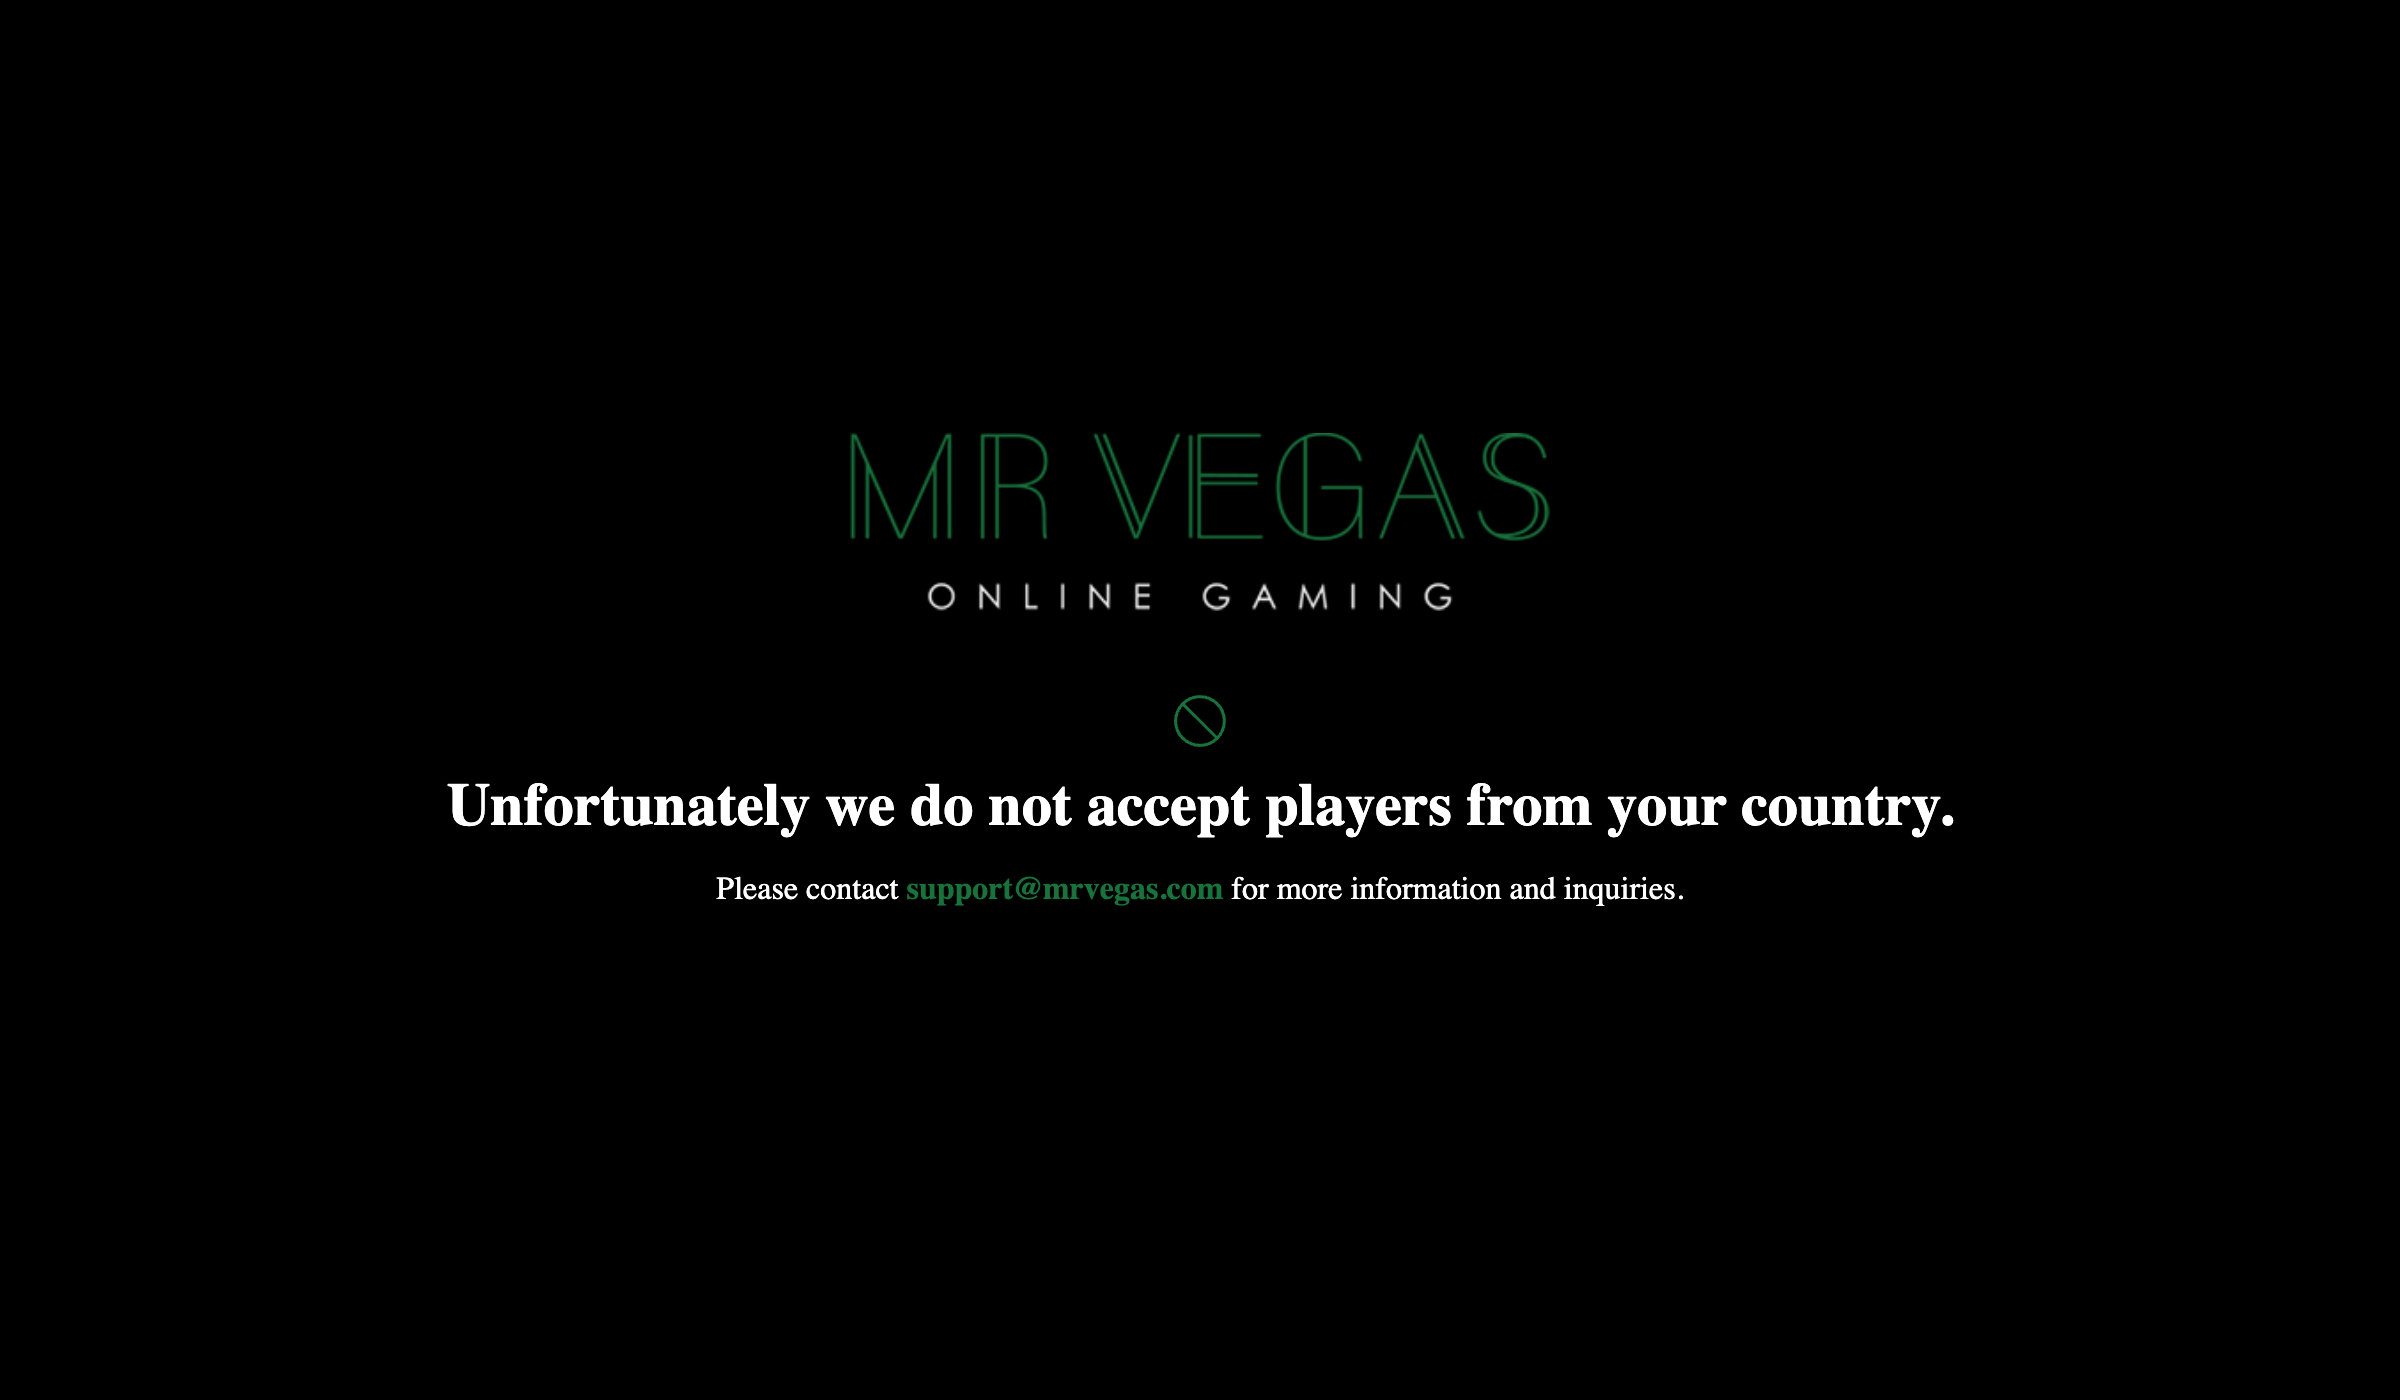 MR VEGAS
ONLINE GAMING
Unfortunately we do not accept players from your country.
Please contact support@mrvegas.com for more information and inquiries.